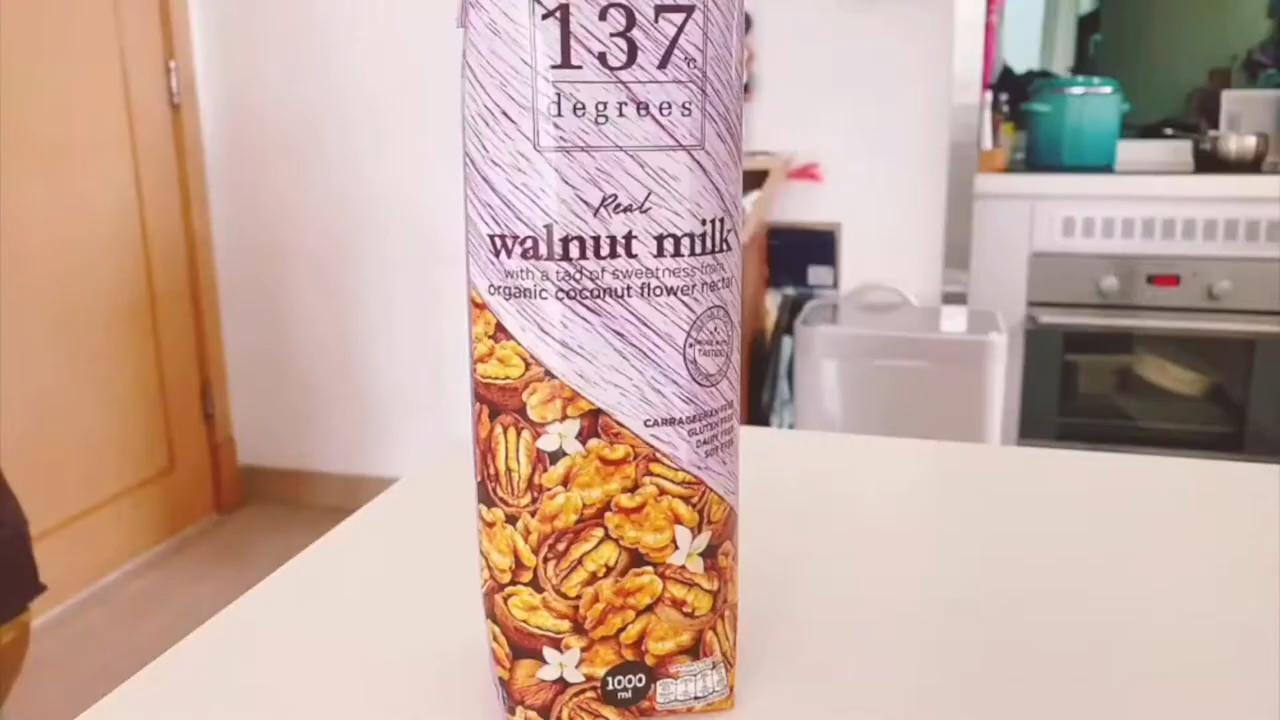 137
°C
degrees
Real
walnut milk
with a tad of sweetness from
organic coconut flower nectar
CARRAGEENAN FREE
GLUTEN FREE
DAIRY FREE
SOY FREE
1000
ml